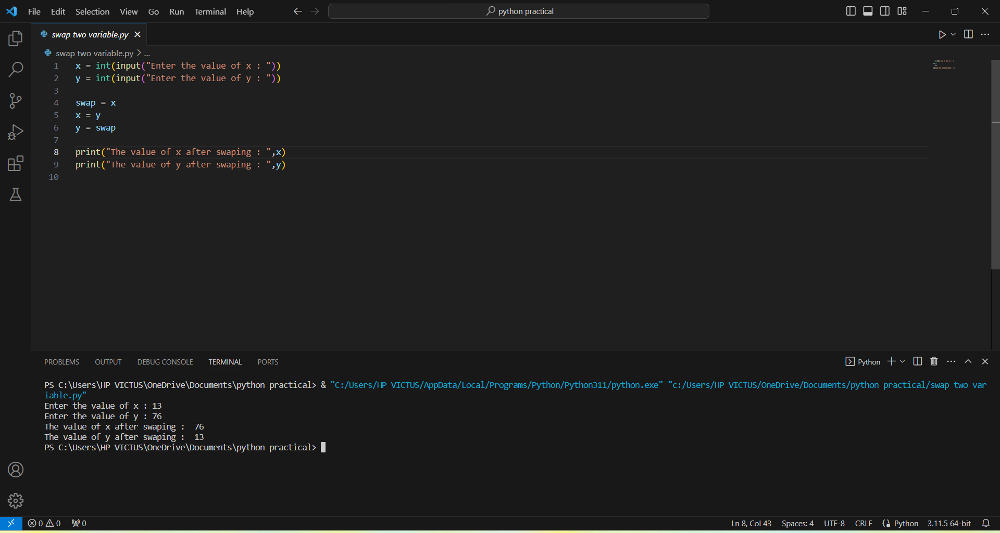 File Edit Selection View Go Run Terminal Help python practical
swap two variable.py
swap two variable.py > ...
1 x = int(input("Enter the value of x : "))
2 y = int(input("Enter the value of y : "))
3
4 swap = x
5 x = y
6 y = swap
7
8 print("The value of x after swaping : ",x)
9 print("The value of y after swaping : ",y)
10
PROBLEMS OUTPUT DEBUG CONSOLE TERMINAL PORTS Python
PS C:\Users\HP VICTUS\OneDrive\Documents\python practical> & "C:/Users/HP VICTUS/AppData/Local/Programs/Python/Python311/python.exe" "c:/Users/HP VICTUS/OneDrive/Documents/python practical/swap two var
iable.py"
Enter the value of x : 13
Enter the value of y : 76
The value of x after swaping :  76
The value of y after swaping :  13
PS C:\Users\HP VICTUS\OneDrive\Documents\python practical>
0 0 0 Ln 8, Col 43 Spaces: 4 UTF-8 CRLF {} Python 3.11.5 64-bit